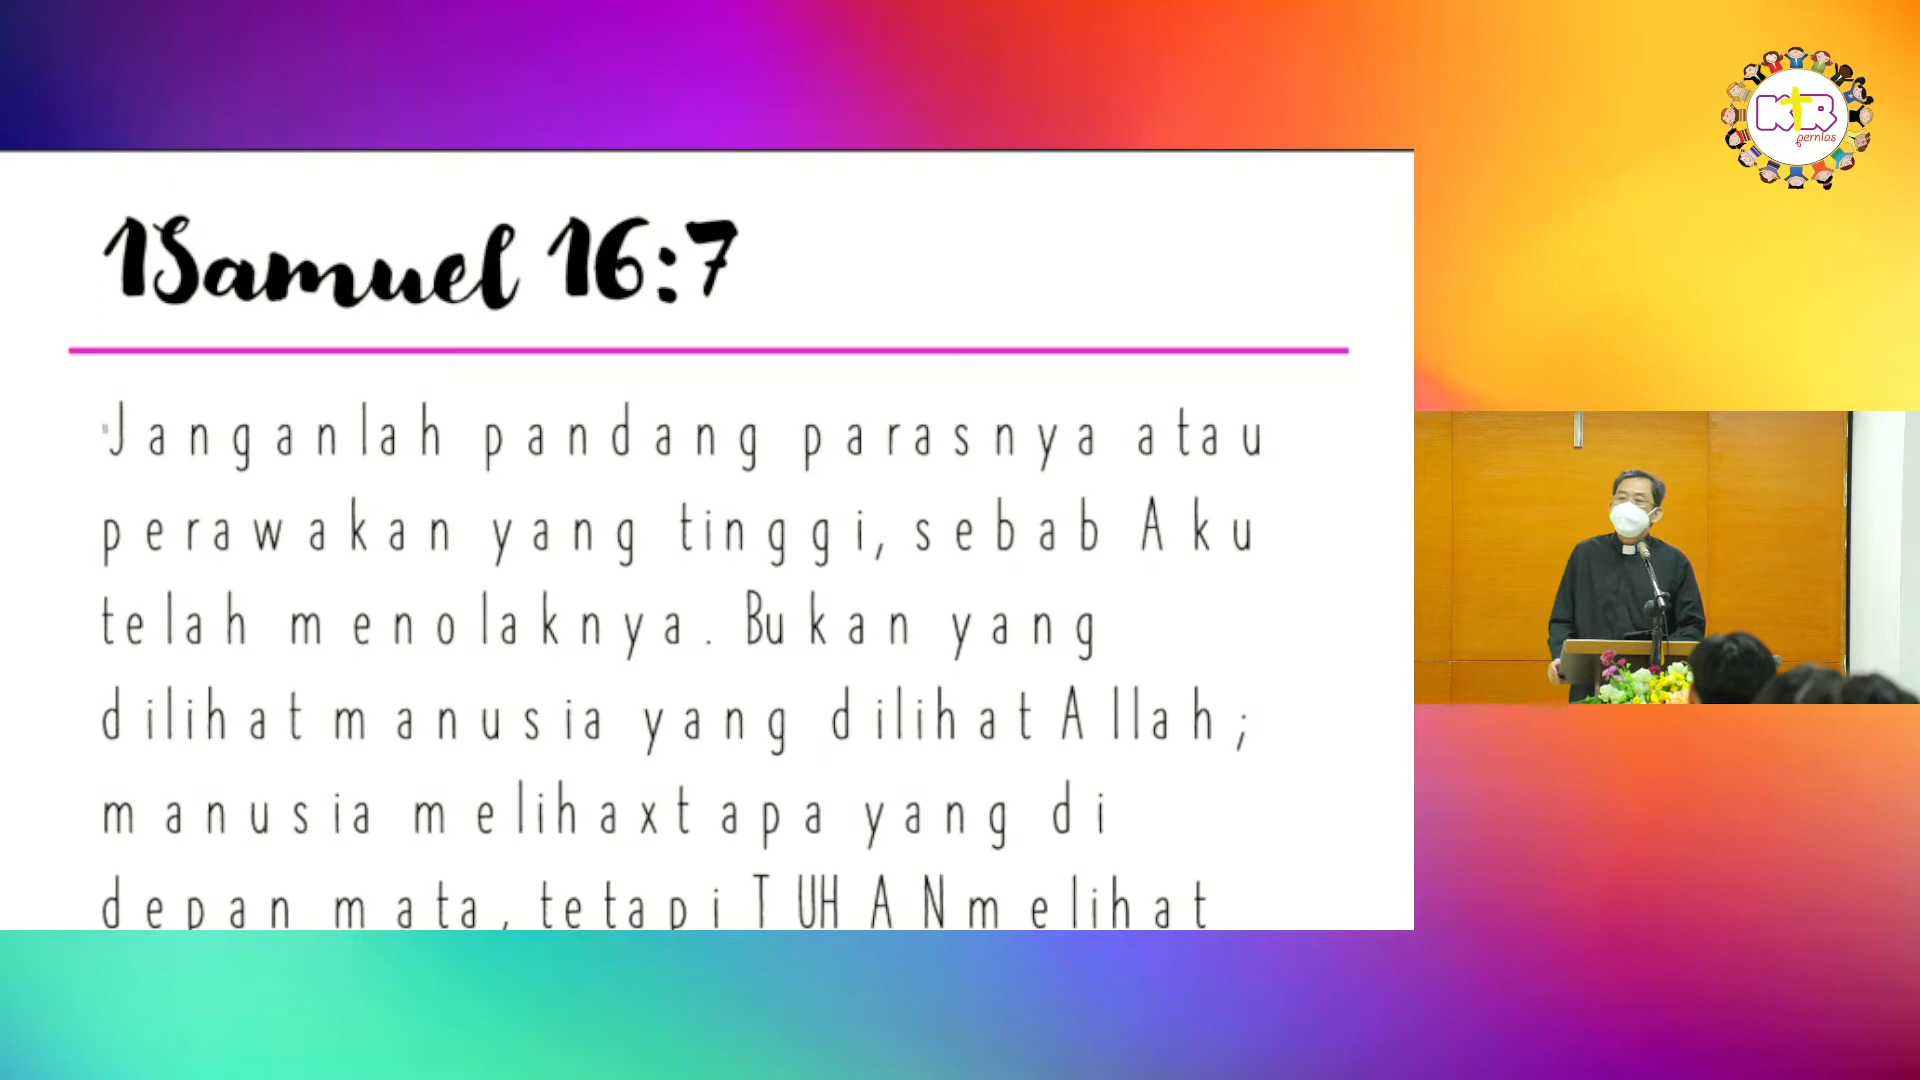 1Samuel 16:7
"Janganlah pandang parasnya atau
perawakan yang tinggi, sebab Aku
telah menolaknya. Bukan yang
dilihat manusia yang dilihat Allah;
manusia melihaxt apa yang di
depan mata, tetapi TUHAN melihat
KTR
pernias